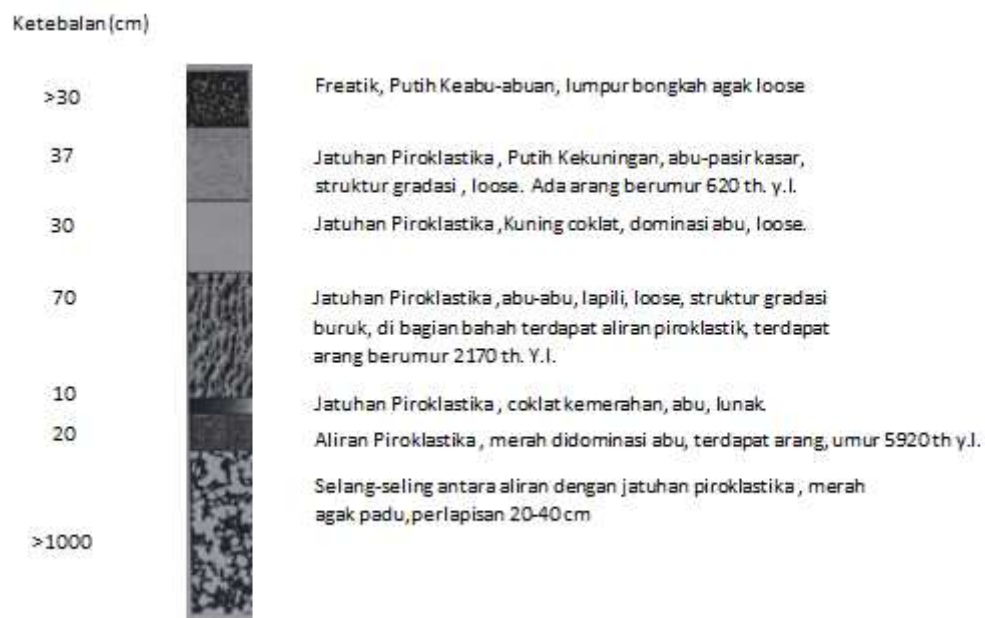 Ketebalan (cm)
>30
Freatik, Putih Keabu-abuan, lumpur bongkah agak loose
37
Jatuhan Piroklastika , Putih Kekuningan, abu-pasir kasar,
struktur gradasi , loose. Ada arang berumur 620 th. y.l.
30
Jatuhan Piroklastika ,Kuning coklat, dominasi abu, loose.
70
Jatuhan Piroklastika ,abu-abu, lapili, loose, struktur gradasi
buruk, di bagian bahah terdapat aliran piroklastik, terdapat
arang berumur 2170 th. Y.l.
10
Jatuhan Piroklastika , coklat kemerahan, abu, lunak.
20
Aliran Piroklastika , merah didominasi abu, terdapat arang, umur 5920 th y.l.
Selang-seling antara aliran dengan jatuhan piroklastika , merah
agak padu,perlapisan 20-40 cm
>1000